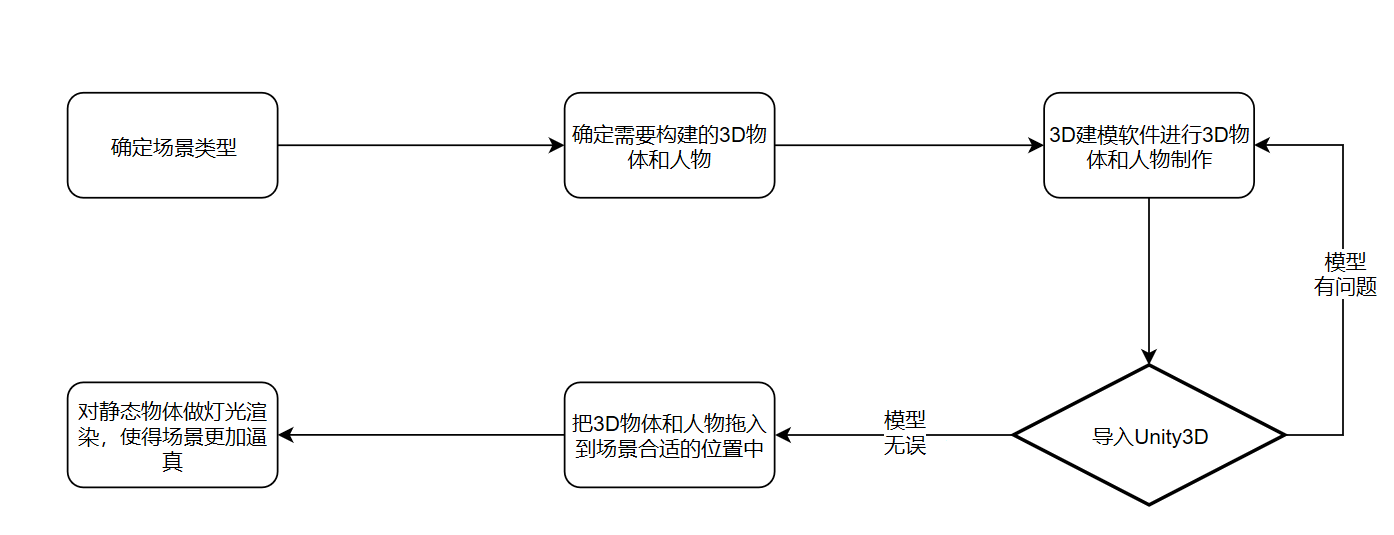 确定场景类型
确定需要构建的3D物
体和人物
3D建模软件进行3D物
体和人物制作
模型
有问题
导入Unity3D
模型
无误
把3D物体和人物拖入
到场景合适的位置中
对静态物体做灯光渲
染，使得场景更加逼
真